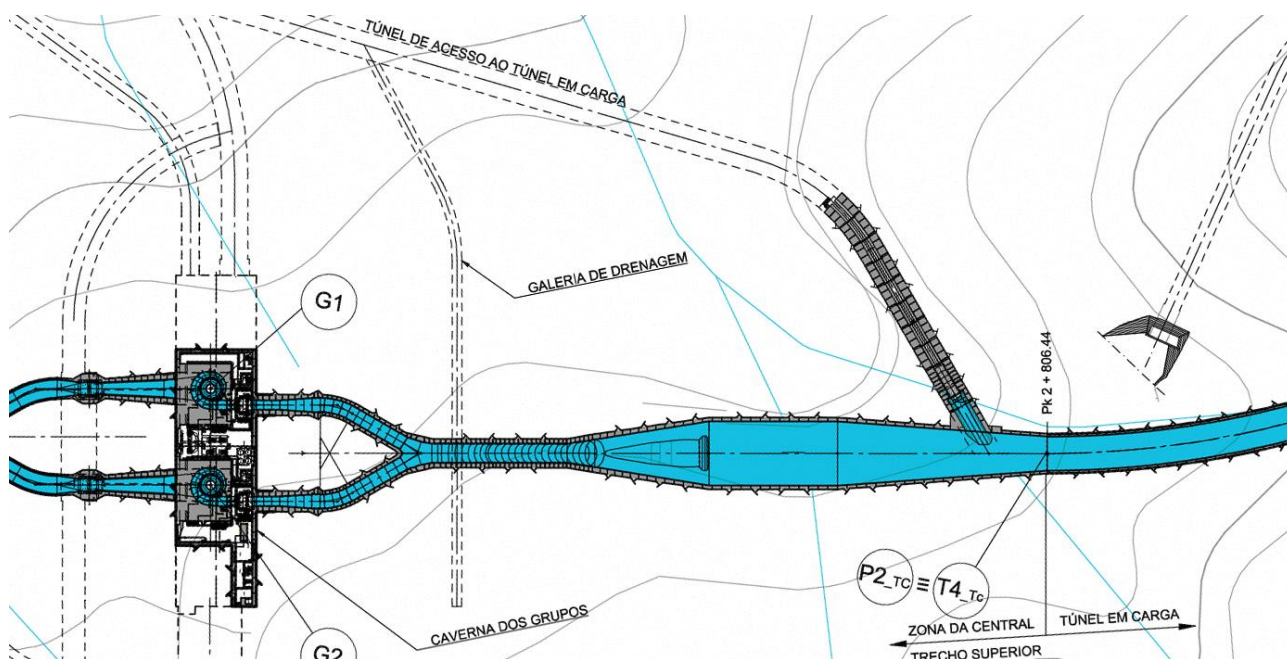 TÚNEL DE ACESSO AO TÚNEL EM CARGA
GALERIA DE DRENAGEM
G1
Pk 2 + 806.44
P2_TC ≡ T4_Tc
CAVERNA DOS GRUPOS
G2
ZONA DA CENTRAL TÚNEL EM CARGA
TRECHO SUPERIOR